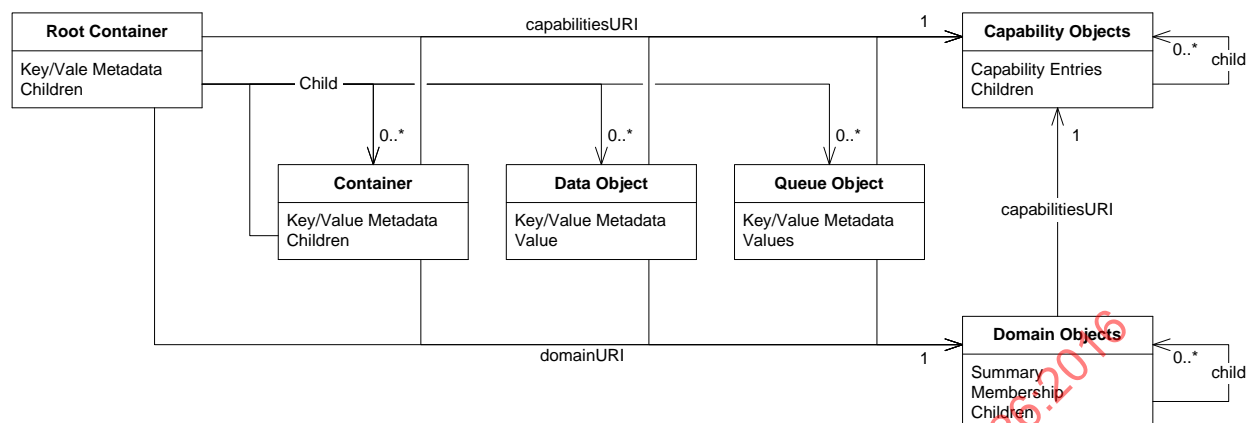 capabilitiesURI
1
Root Container
Key/Vale Metadata
Children
Capability Objects
Capability Entries
Children
0..*
child
Child
0..*
0..*
0..*
1
Container
Key/Value Metadata
Children
Data Object
Key/Value Metadata
Value
Queue Object
Key/Value Metadata
Values
capabilitiesURI
domainURI
1
Domain Objects
Summary
Membership
Children
0..*
child
6:2016